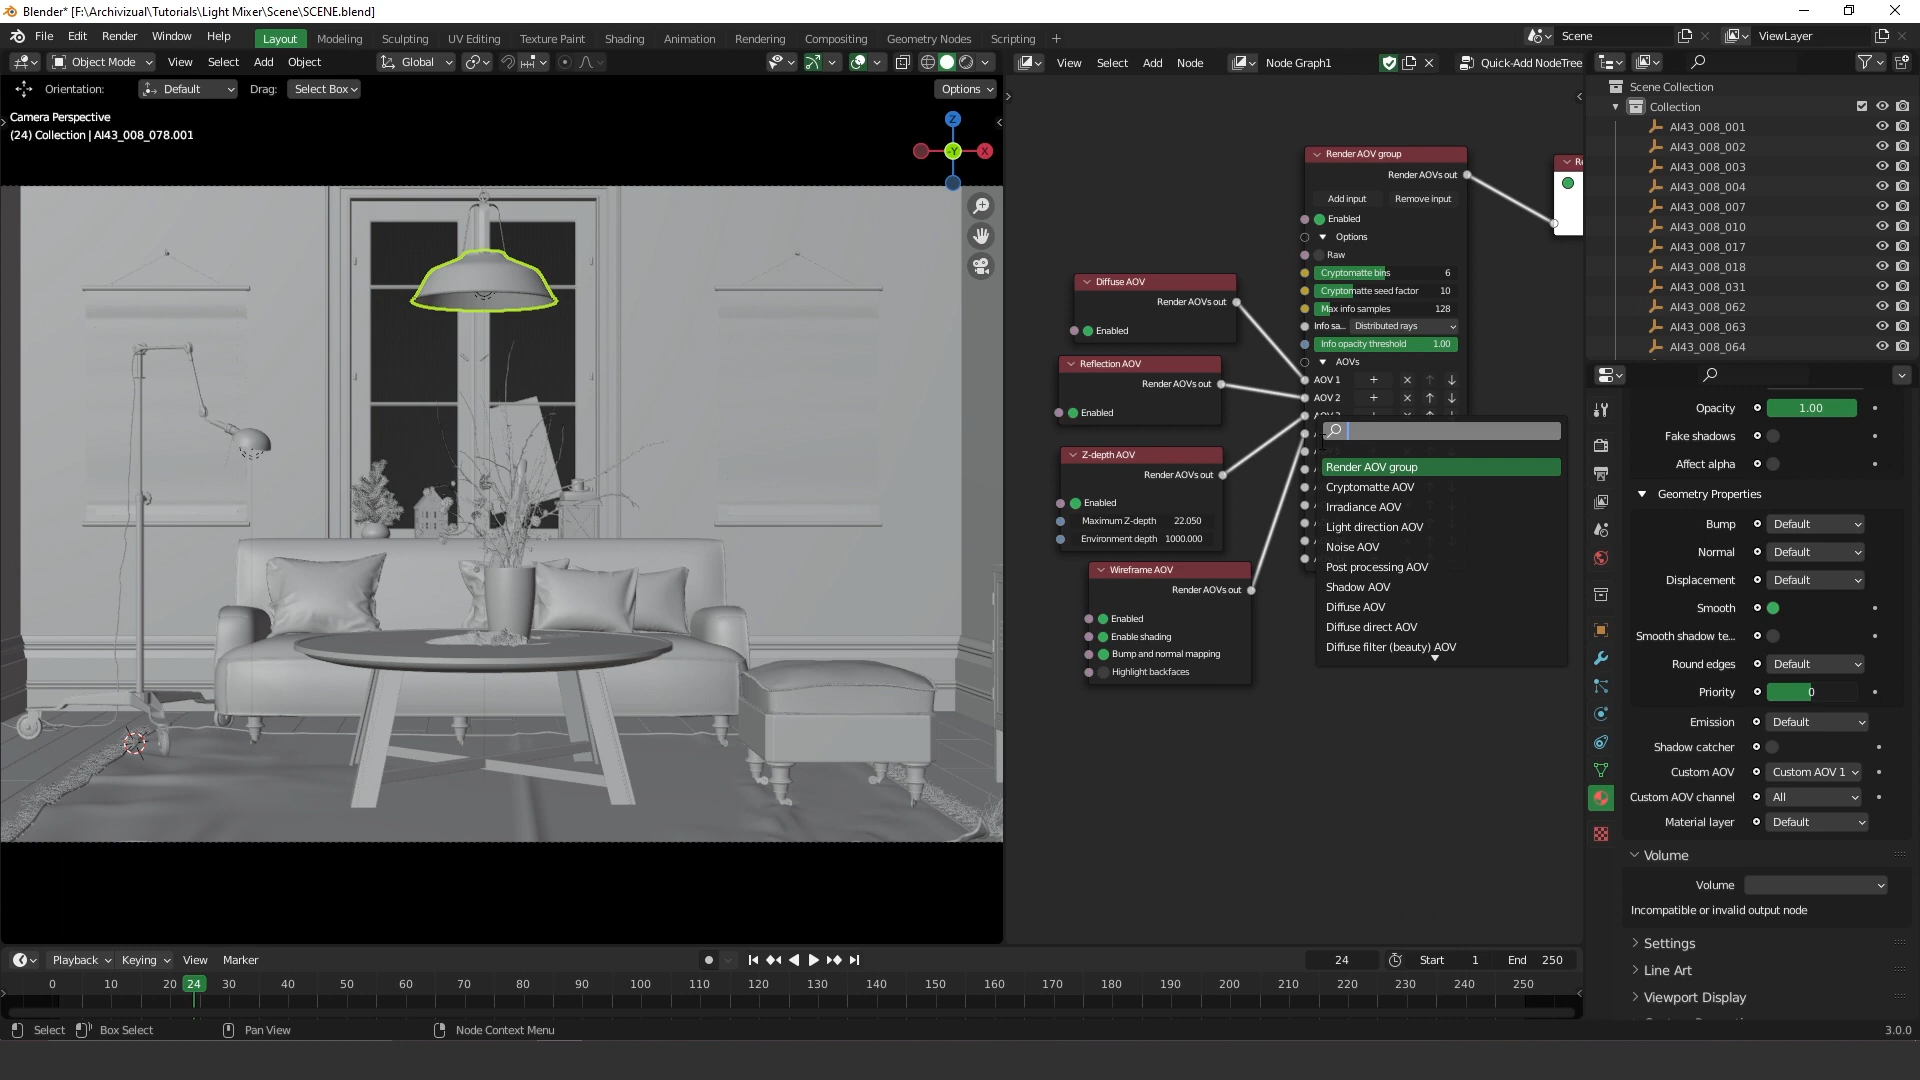 Blender* [F:\Archivizual\Tutorials\Light Mixer\Scene\SCENE.blend]
File Edit Render Window Help Layout Modeling Sculpting UV Editing Texture Paint Shading Animation Rendering Compositing Geometry Nodes Scripting + Scene ViewLayer
Object Mode View Select Add Object Global View Select Add Node Node Graph1 Quick-Add NodeTree
Orientation: Default Drag: Select Box Options
Camera Perspective
(24) Collection | AI43_008_078.001
Z
-Y X
Render AOV group
Render AOVs out
Add input Remove input
Enabled
Options
Raw
Cryptomatte bins 6
Cryptomatte seed factor 10
Max info samples 128
Info sa... Distributed rays
Info opacity threshold 1.00
AOVs
AOV 1
AOV 2
Diffuse AOV
Render AOVs out
Enabled
Reflection AOV
Render AOVs out
Enabled
Z-depth AOV
Render AOVs out
Enabled
Maximum Z-depth 22.050
Environment depth 1000.000
Wireframe AOV
Render AOVs out
Enabled
Enable shading
Bump and normal mapping
Highlight backfaces
Render AOV group
Cryptomatte AOV
Irradiance AOV
Light direction AOV
Noise AOV
Post processing AOV
Shadow AOV
Diffuse AOV
Diffuse direct AOV
Diffuse filter (beauty) AOV
Scene Collection
Collection
AI43_008_001
AI43_008_002
AI43_008_003
AI43_008_004
AI43_008_007
AI43_008_010
AI43_008_017
AI43_008_018
AI43_008_031
AI43_008_062
AI43_008_063
AI43_008_064
Opacity 1.00
Fake shadows
Affect alpha
Geometry Properties
Bump Default
Normal Default
Displacement Default
Smooth
Smooth shadow te...
Round edges Default
Priority 0
Emission Default
Shadow catcher
Custom AOV Custom AOV 1
Custom AOV channel All
Material layer Default
Volume
Volume
Incompatible or invalid output node
Settings
Line Art
Viewport Display
Playback Keying View Marker 24 Start 1 End 250
0 10 20 24 30 40 50 60 70 80 90 100 110 120 130 140 150 160 170 180 190 200 210 220 230 240 250
Select Box Select Pan View Node Context Menu 3.0.0